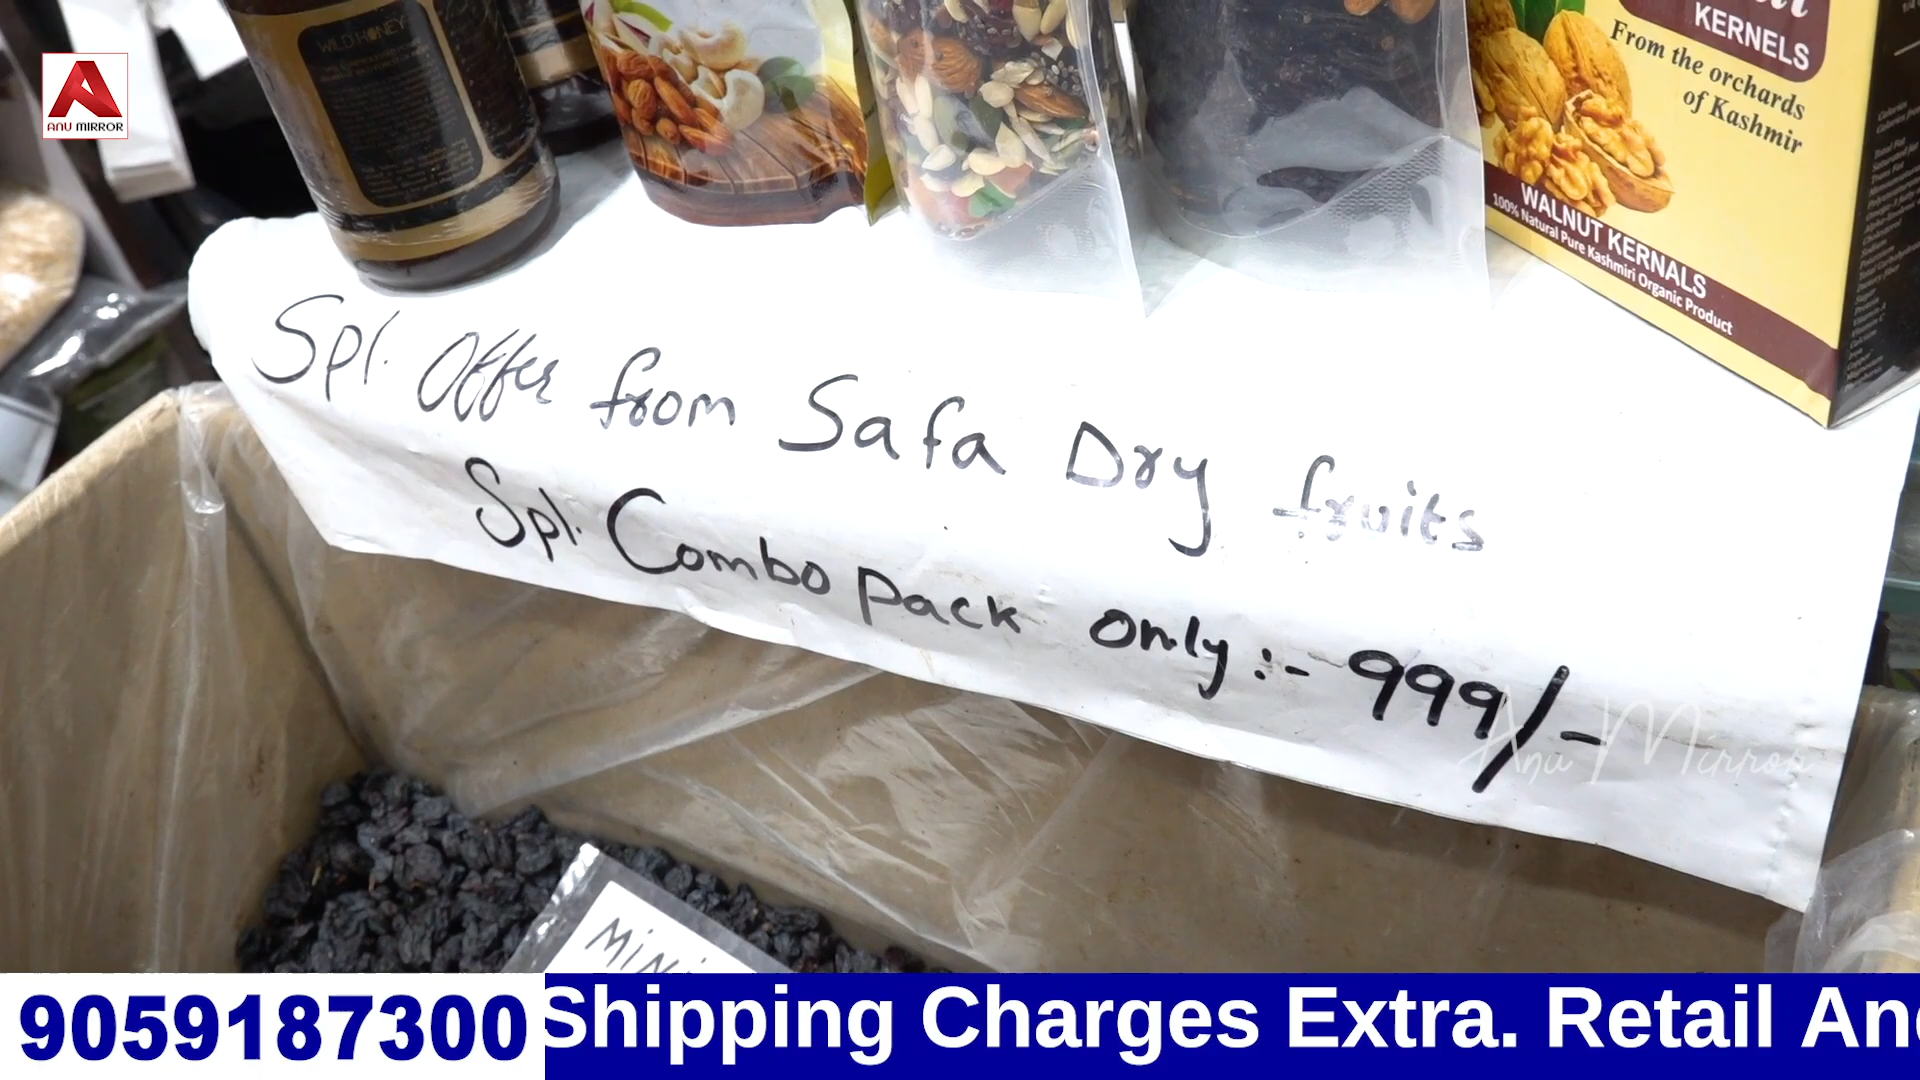 ANU MIRROR
WILD HONEY
KERNELS
From the orchards
of Kashmir
WALNUT KERNALS
100% Natural Pure Kashmiri Organic Product
Spl. Offer from Safa Dry fruits
Spl. Combo pack only :- 999/-
Anu Mirror
MINI
9059187300
Shipping Charges Extra. Retail An